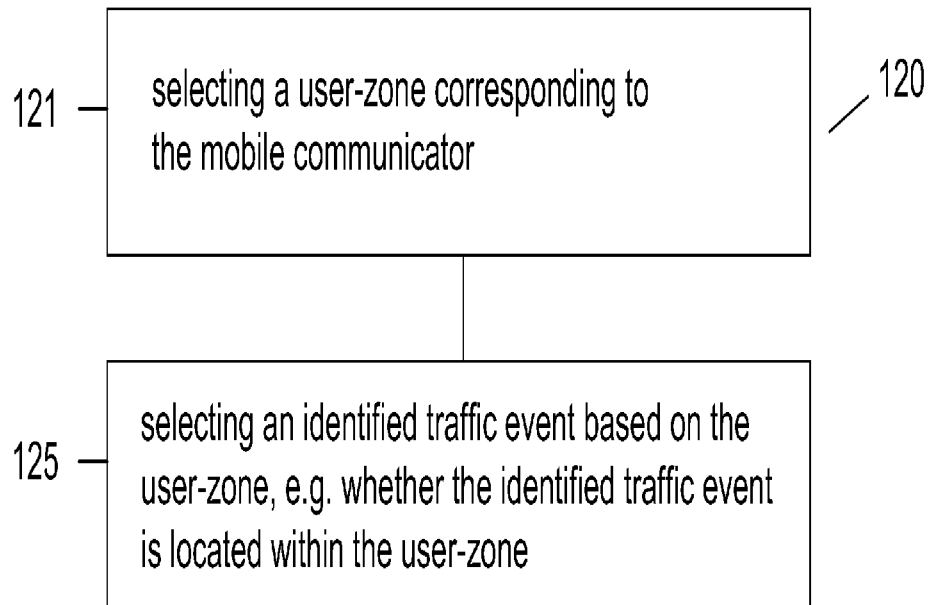 121
selecting a user-zone corresponding to
the mobile communicator
120
125
selecting an identified traffic event based on the
user-zone, e.g. whether the identified traffic event
is located within the user-zone